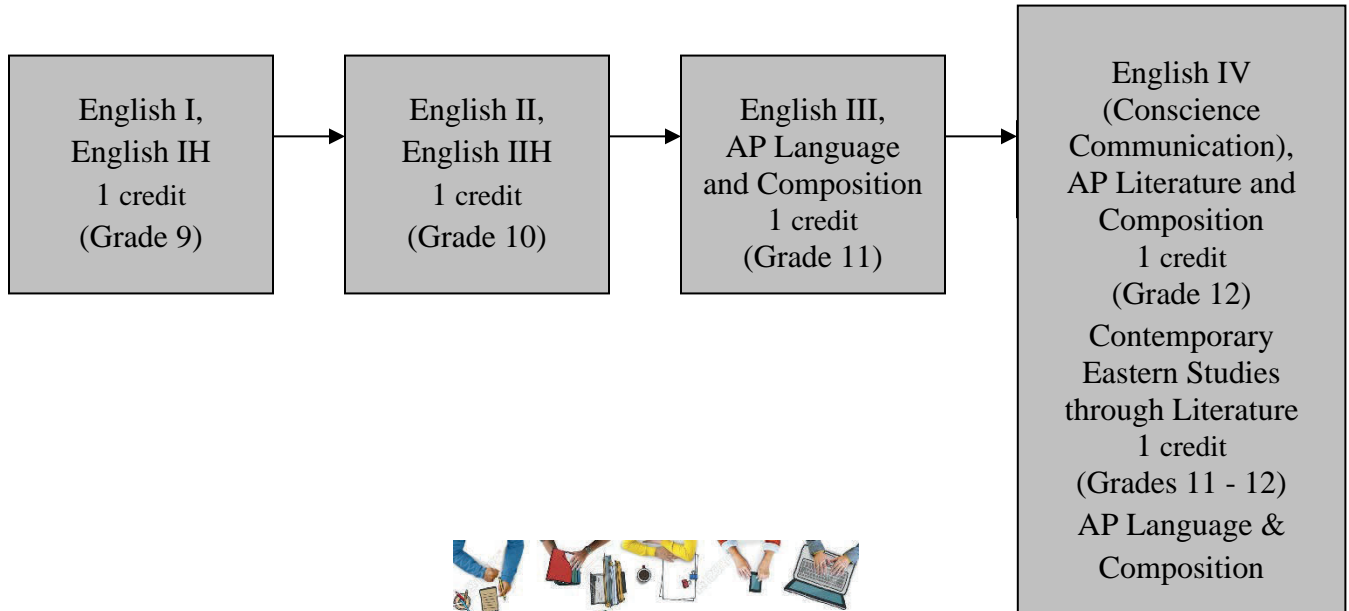 English I,
English IH
1 credit
(Grade 9)
English II,
English IIH
1 credit
(Grade 10)
English III,
AP Language
and Composition
1 credit
(Grade 11)
English IV
(Conscience
Communication),
AP Literature and
Composition
1 credit
(Grade 12)
Contemporary
Eastern Studies
through Literature
1 credit
(Grades 11 - 12)
AP Language &
Composition